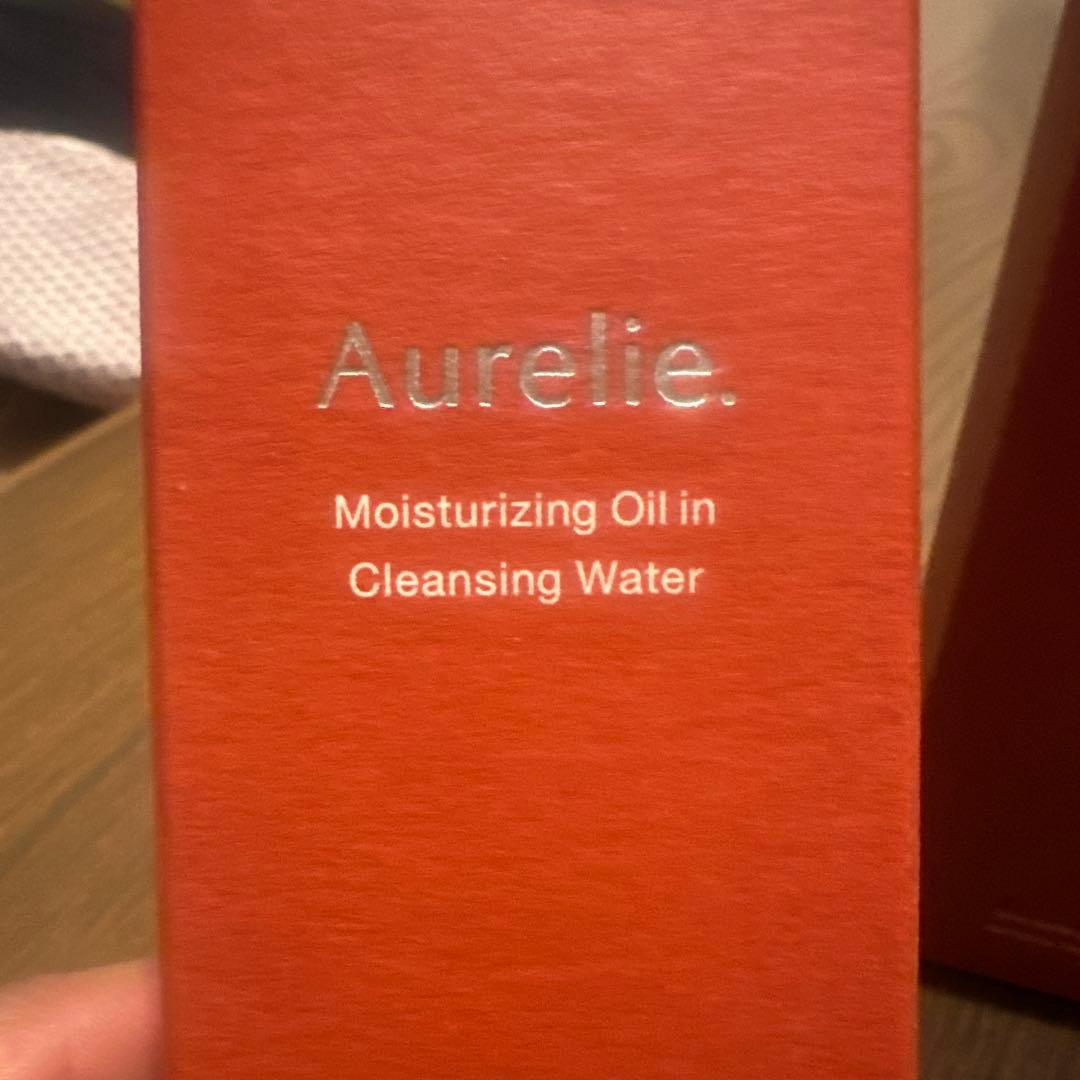 Aurelie.
Moisturizing Oil in
Cleansing Water